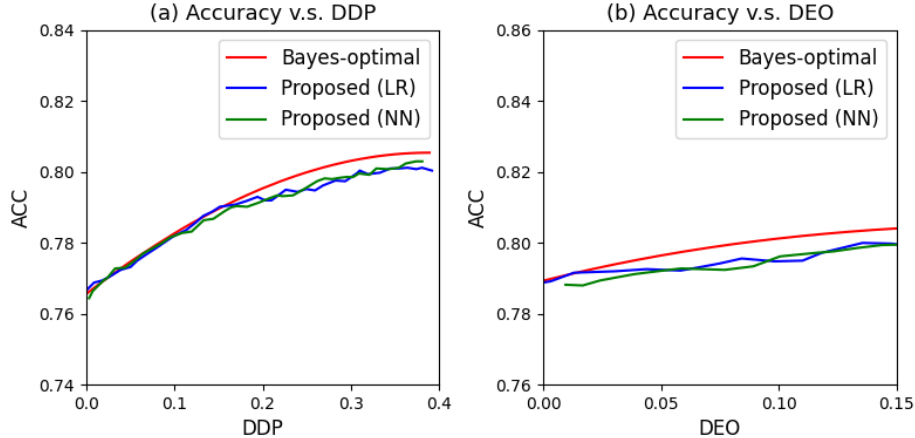 (a) Accuracy v.s. DDP
0.84
0.82
0.80
0.78
0.76
0.74
ACC
Bayes-optimal
Proposed (LR)
Proposed (NN)
0.0 0.1 0.2 0.3 0.4
DDP
(b) Accuracy v.s. DEO
0.86
0.84
0.82
0.80
0.78
0.76
ACC
Bayes-optimal
Proposed (LR)
Proposed (NN)
0.00 0.05 0.10 0.15
DEO